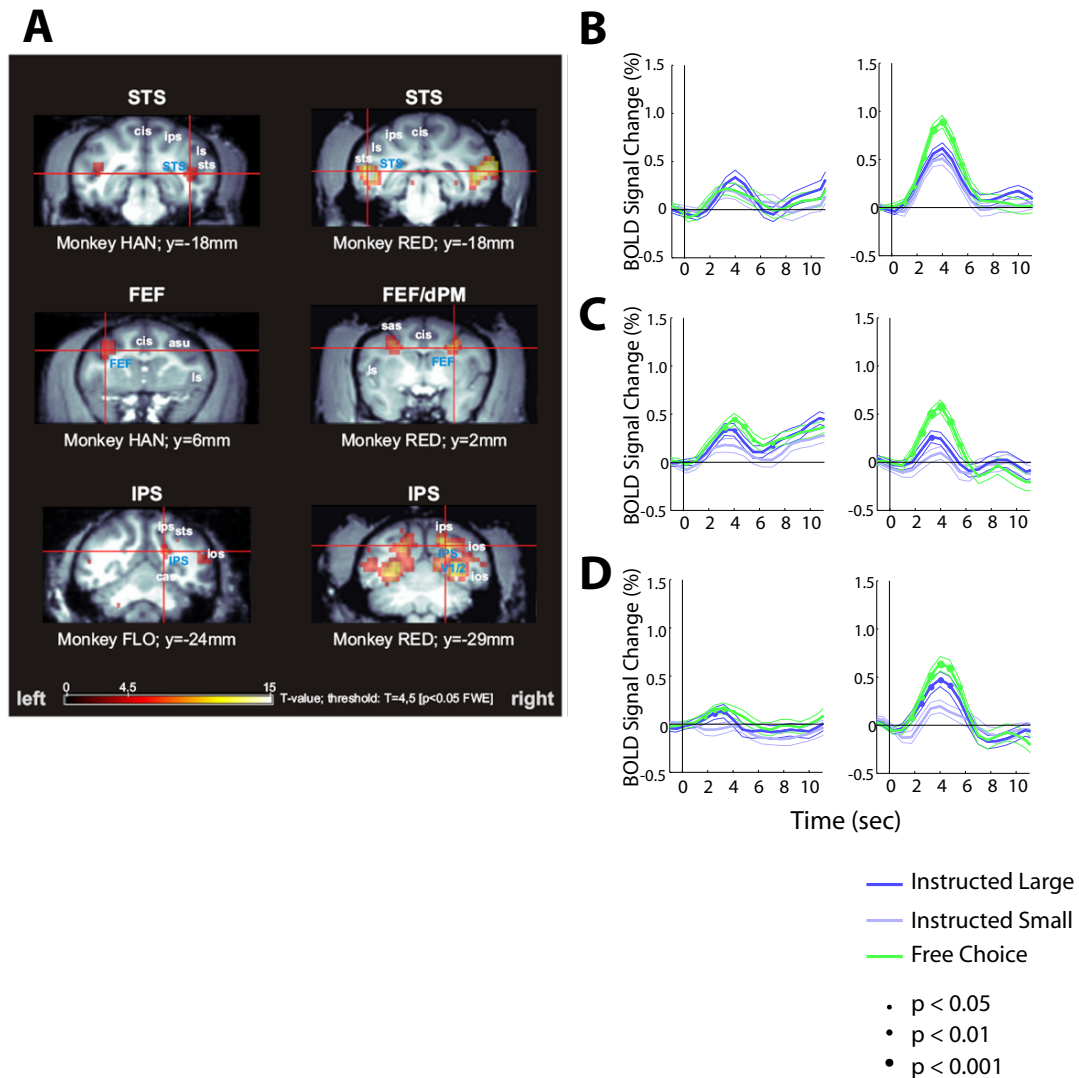 A
STS
STS
cis
ips
ls
STS
sts
ips
cis
ls
sts
STS
Monkey HAN; y=-18mm
Monkey RED; y=-18mm
FEF
FEF/dPM
cis
asu
FEF
ls
sas
cis
FEF
ls
Monkey HAN; y=6mm
Monkey RED; y=2mm
IPS
IPS
ips
sts
ios
IPS
cas
ips
ios
IPS
V1/2
ios
Monkey FLO; y=-24mm
Monkey RED; y=-29mm
left
0
4,5
15
T-value; threshold: T=4,5 [p<0.05 FWE]
right
B
BOLD Signal Change (%)
1.5
1.0
0.5
0
-0.5
0 2 4 6 8 10
1.5
1.0
0.5
0
-0.5
0 2 4 6 8 10
C
BOLD Signal Change (%)
1.5
1.0
0.5
0
-0.5
0 2 4 6 8 10
1.5
1.0
0.5
0
-0.5
0 2 4 6 8 10
D
BOLD Signal Change (%)
1.5
1.0
0.5
0
-0.5
0 2 4 6 8 10
1.5
1.0
0.5
0
-0.5
0 2 4 6 8 10
Time (sec)
Instructed Large
Instructed Small
Free Choice
p < 0.05
p < 0.01
p < 0.001